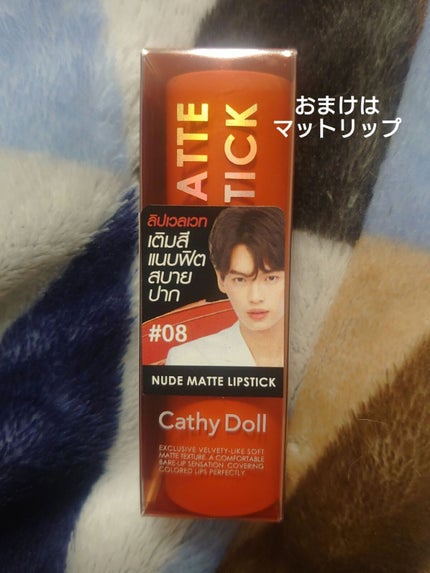 おまけは
マットリップ
ATTE
TICK
ลิปเวลเวท
เติมสี
แนบฟิต
สบาย
ปาก
#08
NUDE MATTE LIPSTICK
Cathy Doll
EXCLUSIVE VELVETY-LIKE SOFT
MATTE TEXTURE. A COMFORTABLE
BARE-LIP SENSATION, COVERING
COLORED LIPS PERFECTLY.